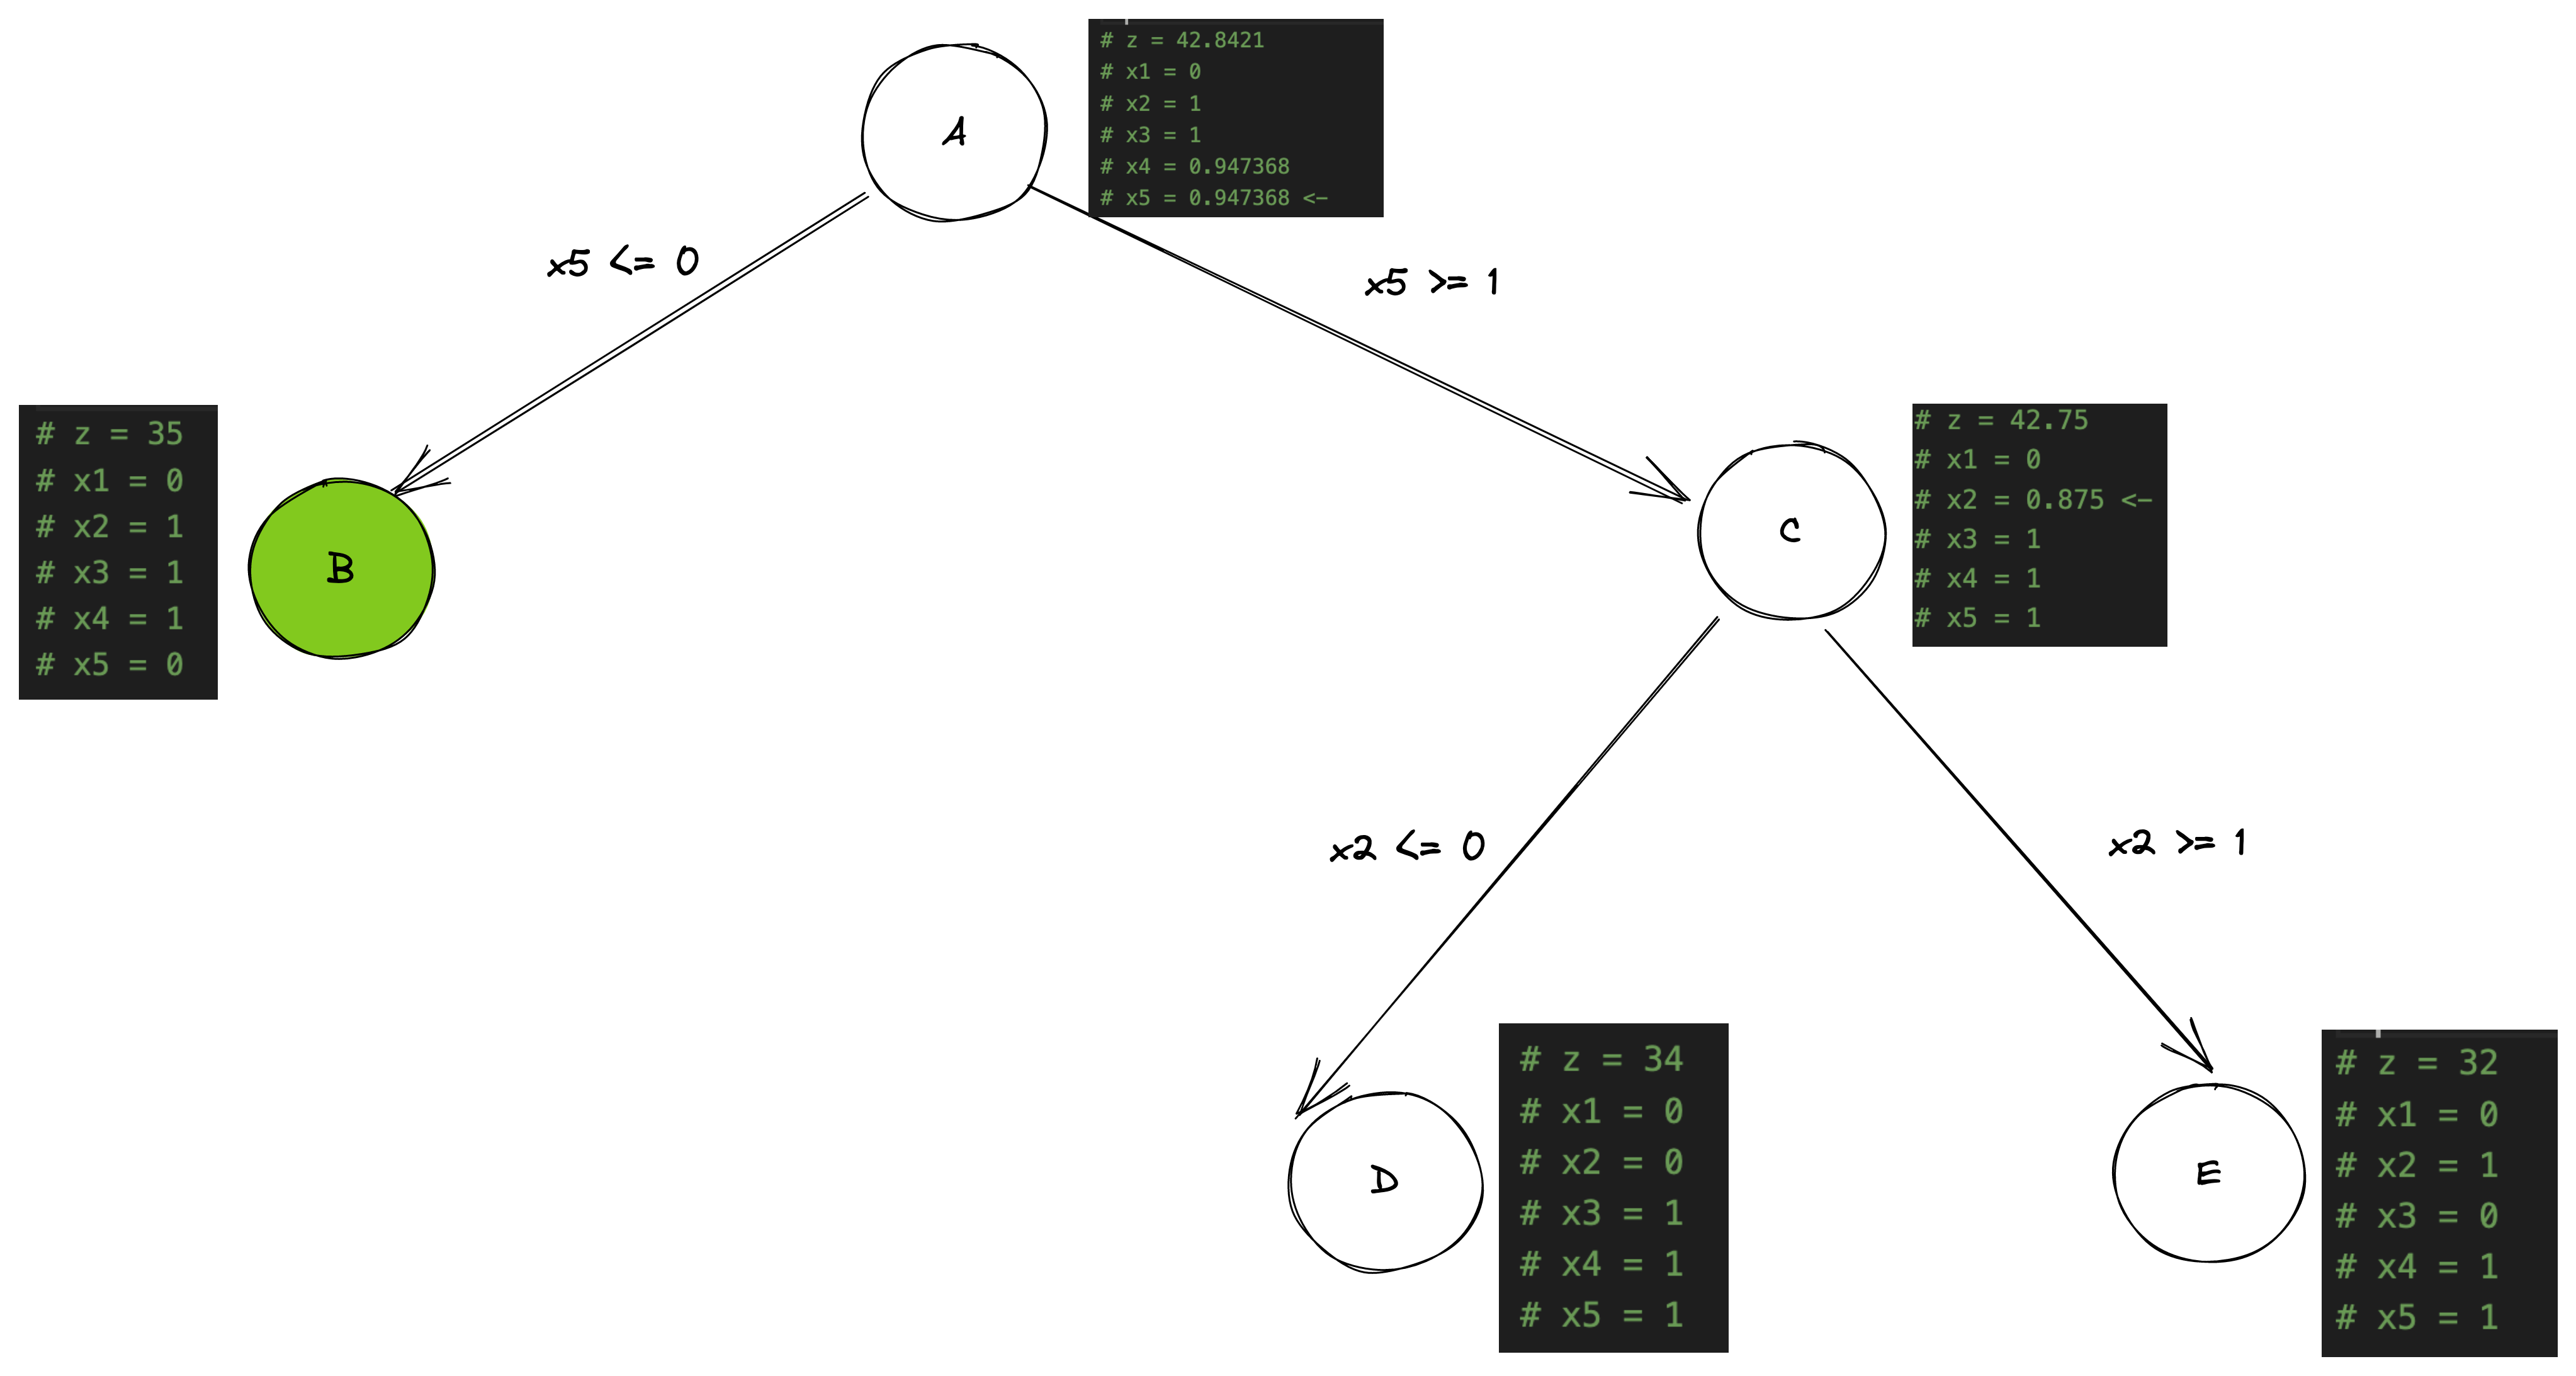 A
# z = 42.8421
# x1 = 0
# x2 = 1
# x3 = 1
# x4 = 0.947368
# x5 = 0.947368 <-
x5 <= 0
x5 >= 1
# z = 35
# x1 = 0
# x2 = 1
# x3 = 1
# x4 = 1
# x5 = 0
B
C
# z = 42.75
# x1 = 0
# x2 = 0.875 <-
# x3 = 1
# x4 = 1
# x5 = 1
x2 <= 0
x2 >= 1
D
# z = 34
# x1 = 0
# x2 = 0
# x3 = 1
# x4 = 1
# x5 = 1
E
# z = 32
# x1 = 0
# x2 = 1
# x3 = 0
# x4 = 1
# x5 = 1